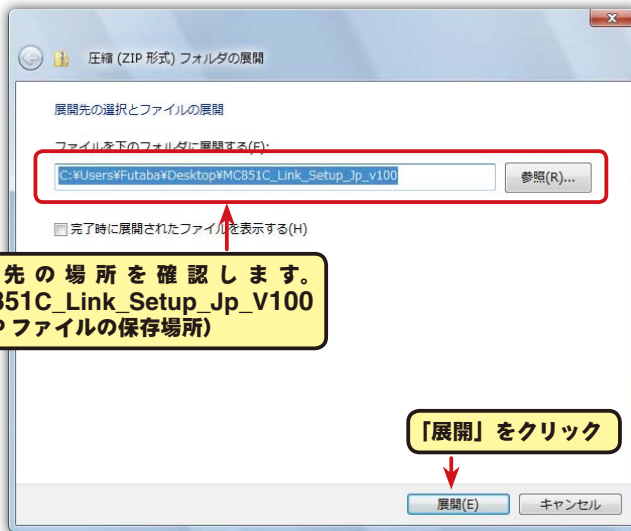 圧縮 (ZIP 形式) フォルダの展開
展開先の選択とファイルの展開
ファイルを下のフォルダに展開する(F):
C:¥Users¥Futaba¥Desktop¥MC851C_Link_Setup_Jp_v100
参照(R)...
完了時に展開されたファイルを表示する(H)
先の場所を確認します。
851C_Link_Setup_Jp_V100
P ファイルの保存場所）
「展開」をクリック
展開(E)
キャンセル